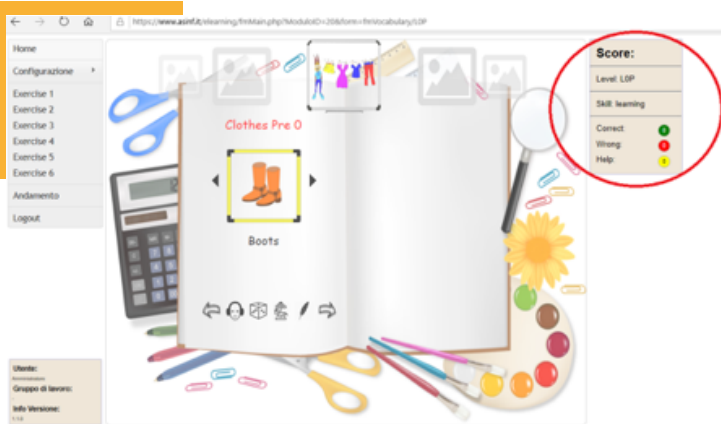 https://www.asinf.it/elearning/fmMain.php?ModuloID=20&form=fmVocabulary/L0P
Home
Configurazione
Exercise 1
Exercise 2
Exercise 3
Exercise 4
Exercise 5
Exercise 6
Andamento
Logout
Clothes Pre 0
Boots
Score:
Level: L0P
Skill: learning
Correct: 0
Wrong: 0
Help: 0
Utente:
Gruppo di lavoro:
Info Versione: